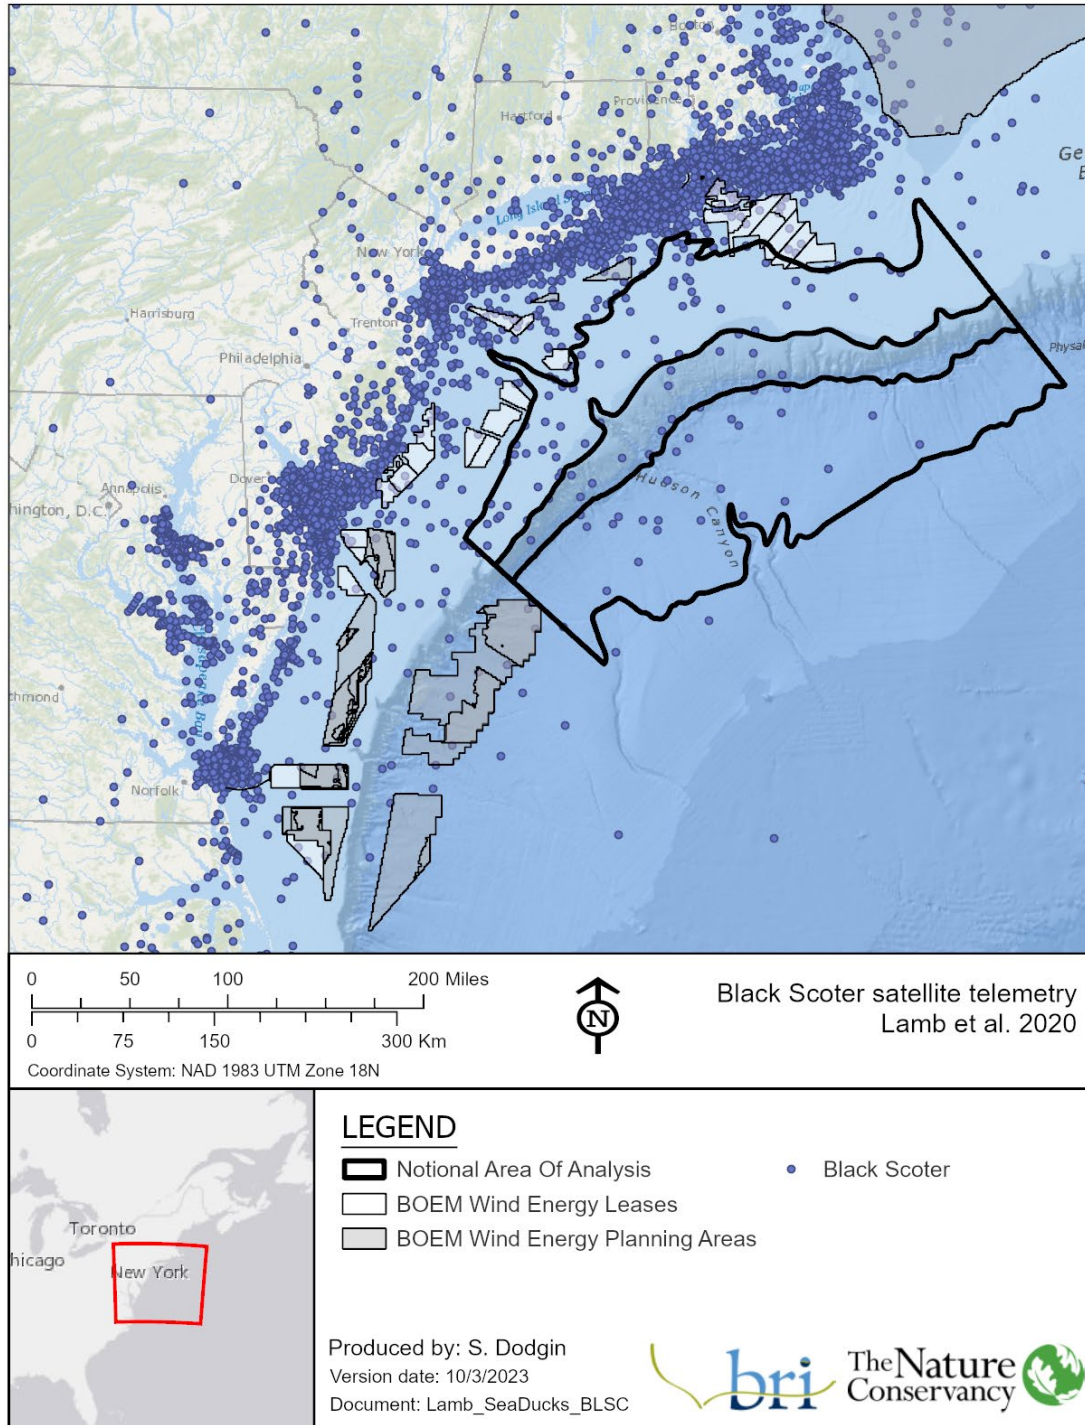 Boston
Providence
Hartford
Long Island S
New York
Harrisburg
Trenton
Philadelphia
Dover
Annapolis
hington, D.C.
Hudson Canyon
Physa
Ge
B
hmond
Norfolk
0 50 100 200 Miles
0 75 150 300 Km
Coordinate System: NAD 1983 UTM Zone 18N
N
Black Scoter satellite telemetry
Lamb et al. 2020
Toronto
hicago
New York
LEGEND
Notional Area Of Analysis
Black Scoter
BOEM Wind Energy Leases
BOEM Wind Energy Planning Areas
Produced by: S. Dodgin
Version date: 10/3/2023
Document: Lamb_SeaDucks_BLSC
bri
The Nature
Conservancy